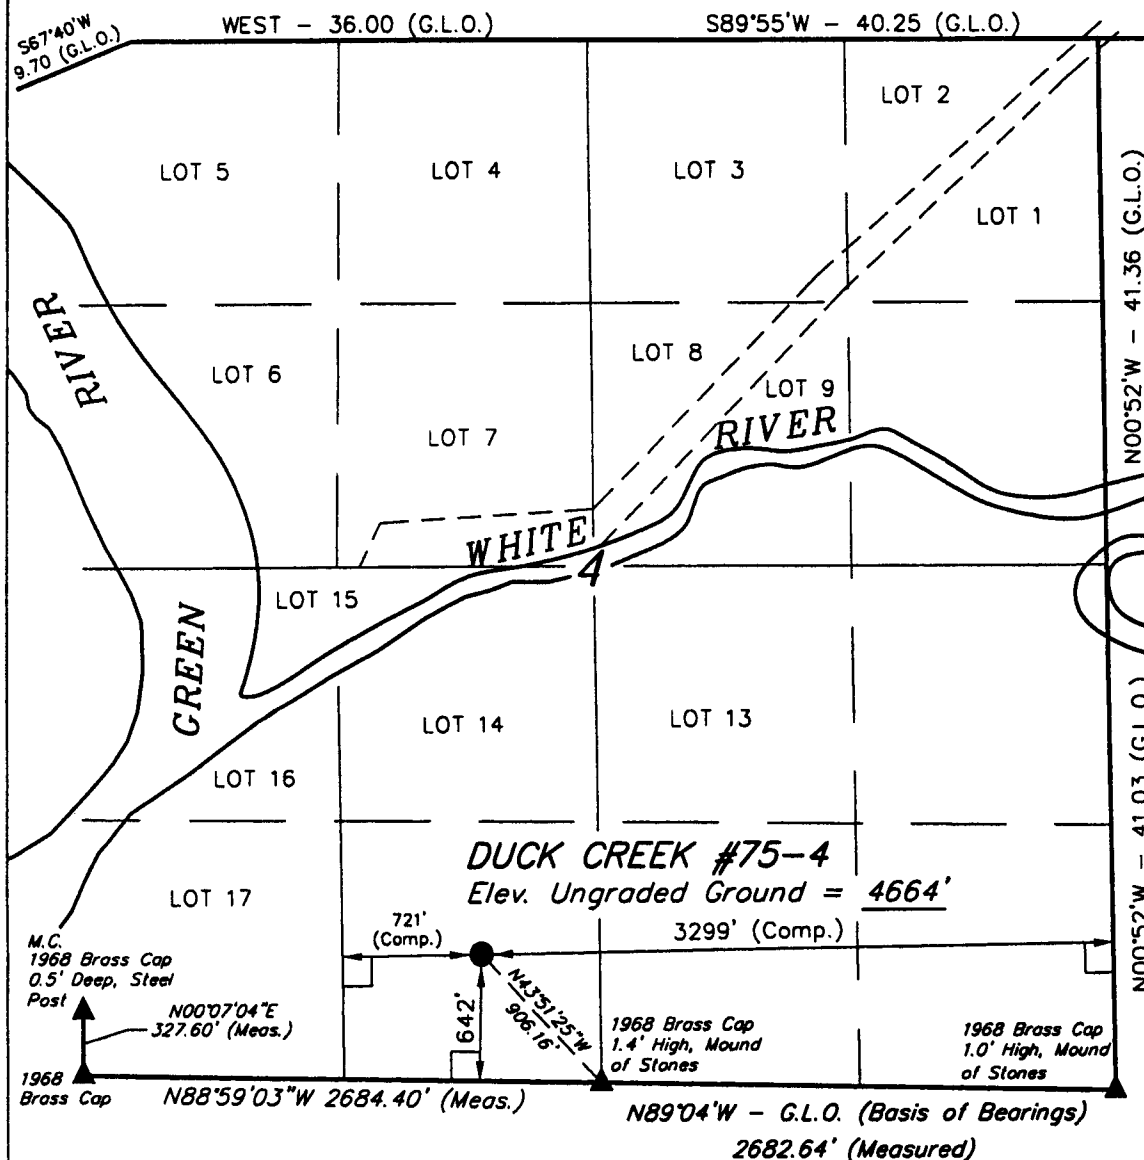 WEST - 36.00 (G.L.O.)
S89°55'W - 40.25 (G.L.O.)
S67°40'W
9.70 (G.L.O.)
LOT 2
LOT 5
LOT 4
LOT 3
LOT 1
N00°52'W - 41.36 (G.L.O.)
RIVER
LOT 6
LOT 8
LOT 9
LOT 7
RIVER
WHITE
4
LOT 15
GREEN
LOT 14
LOT 13
LOT 16
N00°52'W - 41.03 (G.L.O.)
DUCK CREEK #75-4
Elev. Ungraded Ground = 4664'
LOT 17
721'
(Comp.)
3299' (Comp.)
M.C.
1968 Brass Cap
0.5' Deep, Steel
Post
N00°07'04"E
327.60' (Meas.)
642'
N43°51'25"W
906.16'
1968 Brass Cap
1.4' High, Mound
of Stones
1968 Brass Cap
1.0' High, Mound
of Stones
1968
Brass Cap
N88°59'03"W 2684.40' (Meas.)
N89°04'W - G.L.O. (Basis of Bearings)
2682.64' (Measured)